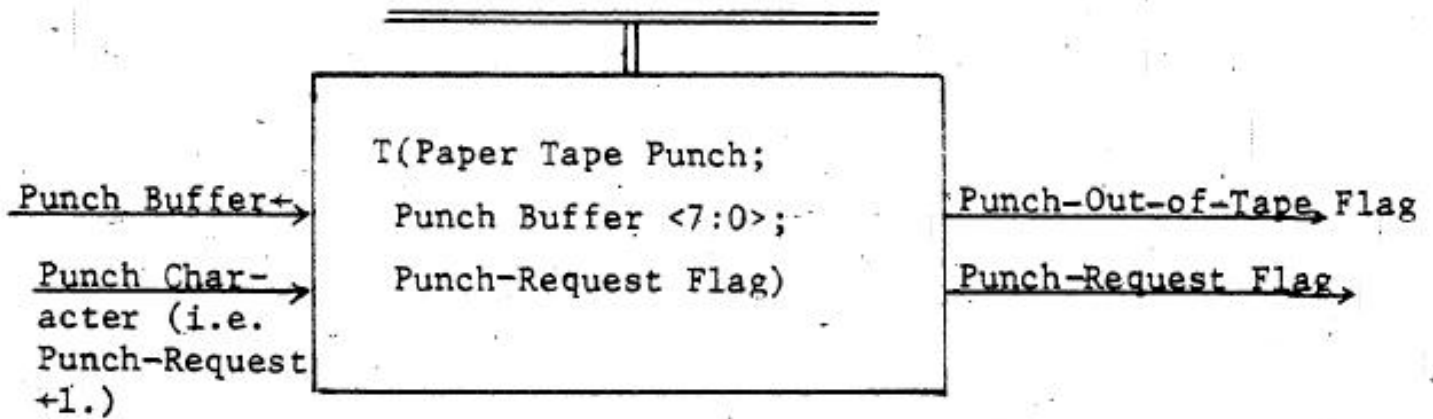 T(Paper Tape Punch;
Punch Buffer <7:0>;
Punch-Request Flag)
Punch Buffer←
Punch Char-
acter (i.e.
Punch-Request
←1.)
Punch-Out-of-Tape Flag
Punch-Request Flag